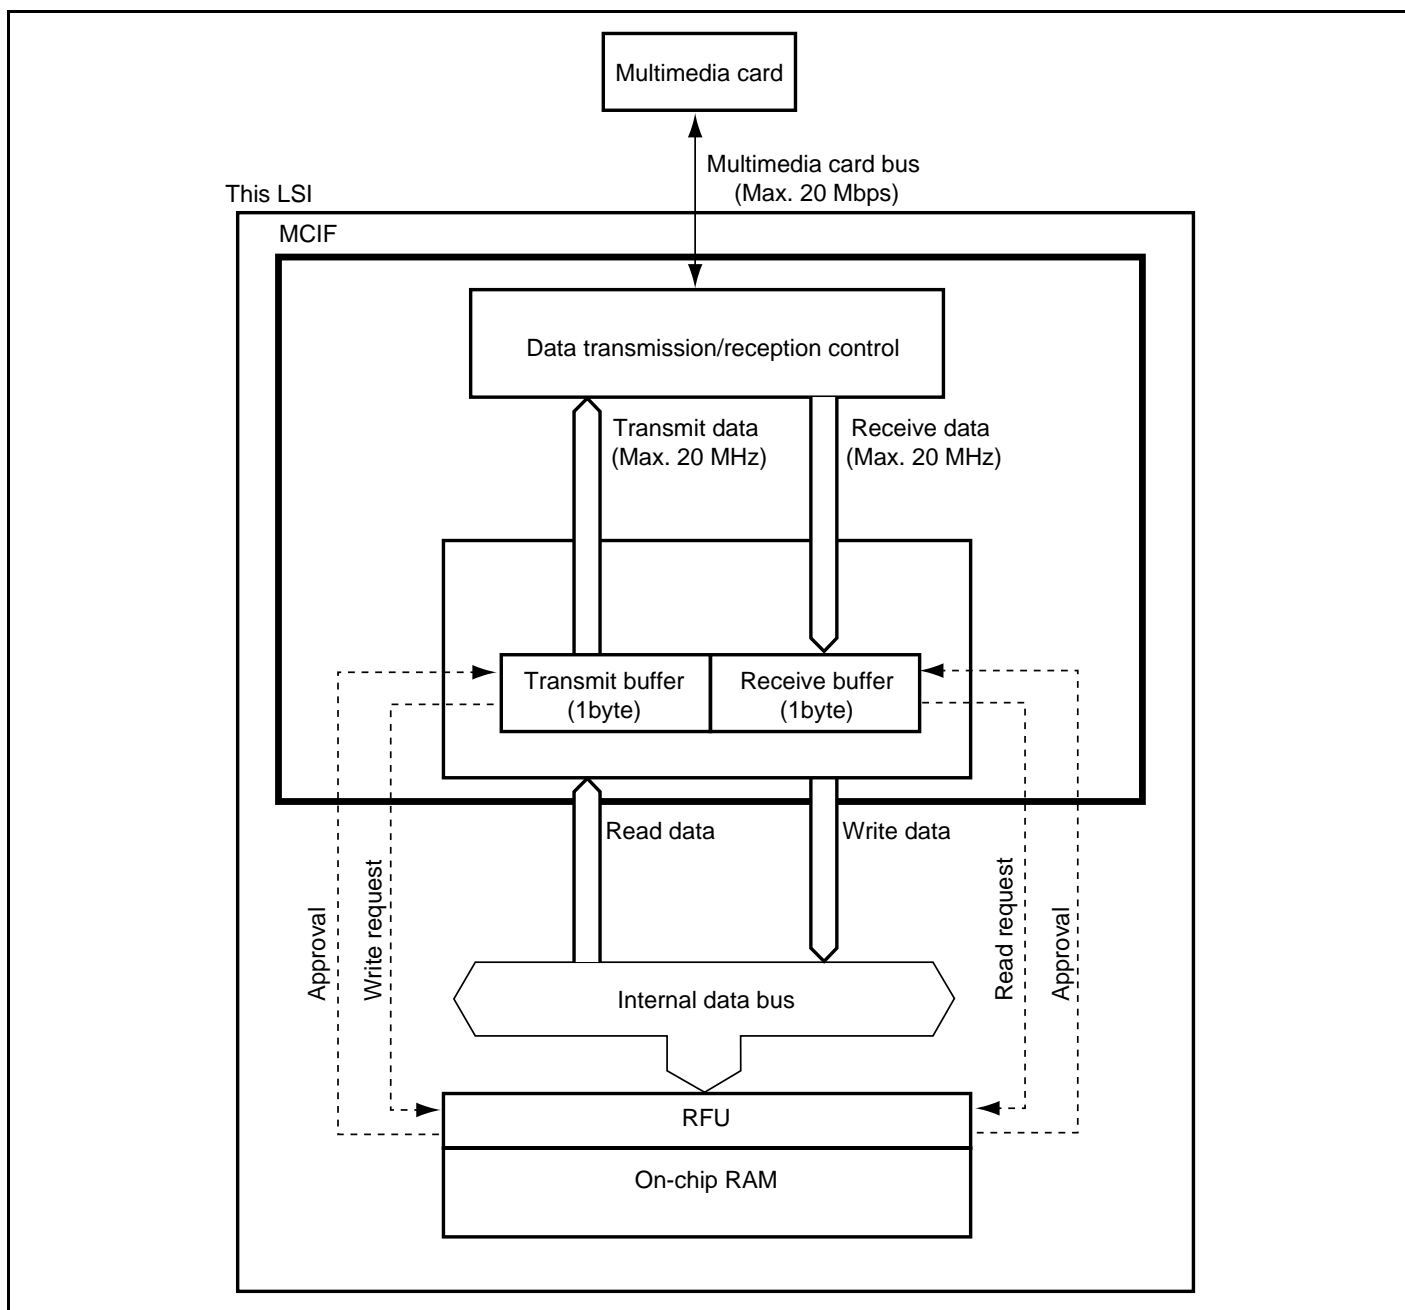 Multimedia card
Multimedia card bus
(Max. 20 Mbps)
This LSI
MCIF
Data transmission/reception control
Transmit data
(Max. 20 MHz)
Receive data
(Max. 20 MHz)
Transmit buffer
(1byte)
Receive buffer
(1byte)
Read data
Write data
Approval
Write request
Read request
Approval
Internal data bus
RFU
On-chip RAM